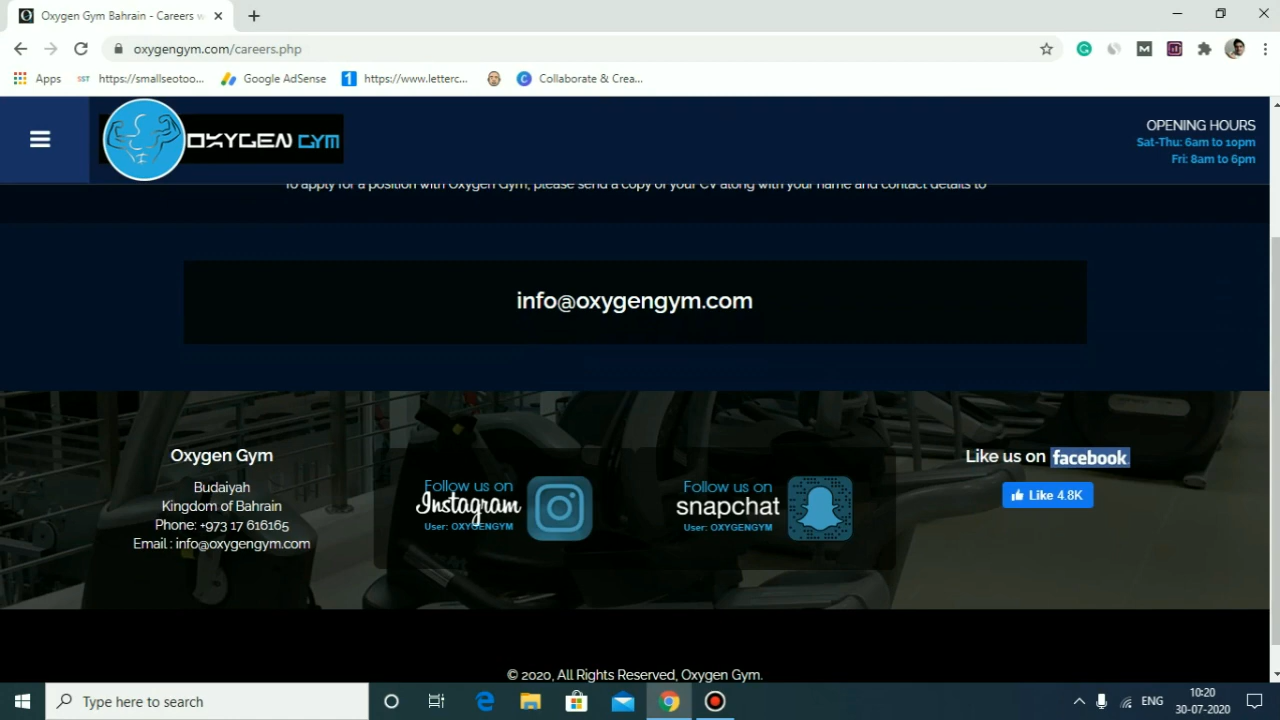 Oxygen Gym Bahrain - Careers w
oxygengym.com/careers.php
Apps
SST
https://smallseotoo...
Google AdSense
1
https://www.letterc...
C
Collaborate & Crea...
OXYGEN GYM
OPENING HOURS
Sat-Thu: 6am to 10pm
Fri: 8am to 6pm
To apply for a position with Oxygen Gym, please send a copy of your CV along with your name and contact details to
info@oxygengym.com
Oxygen Gym
Budaiyah
Kingdom of Bahrain
Phone: +973 17 616165
Email : info@oxygengym.com
Follow us on
Instagram
User: OXYGENGYM
Follow us on
snapchat
User: OXYGENGYM
Like us on facebook
Like 4.8K
© 2020, All Rights Reserved, Oxygen Gym.
Type here to search
ENG
10:20
30-07-2020